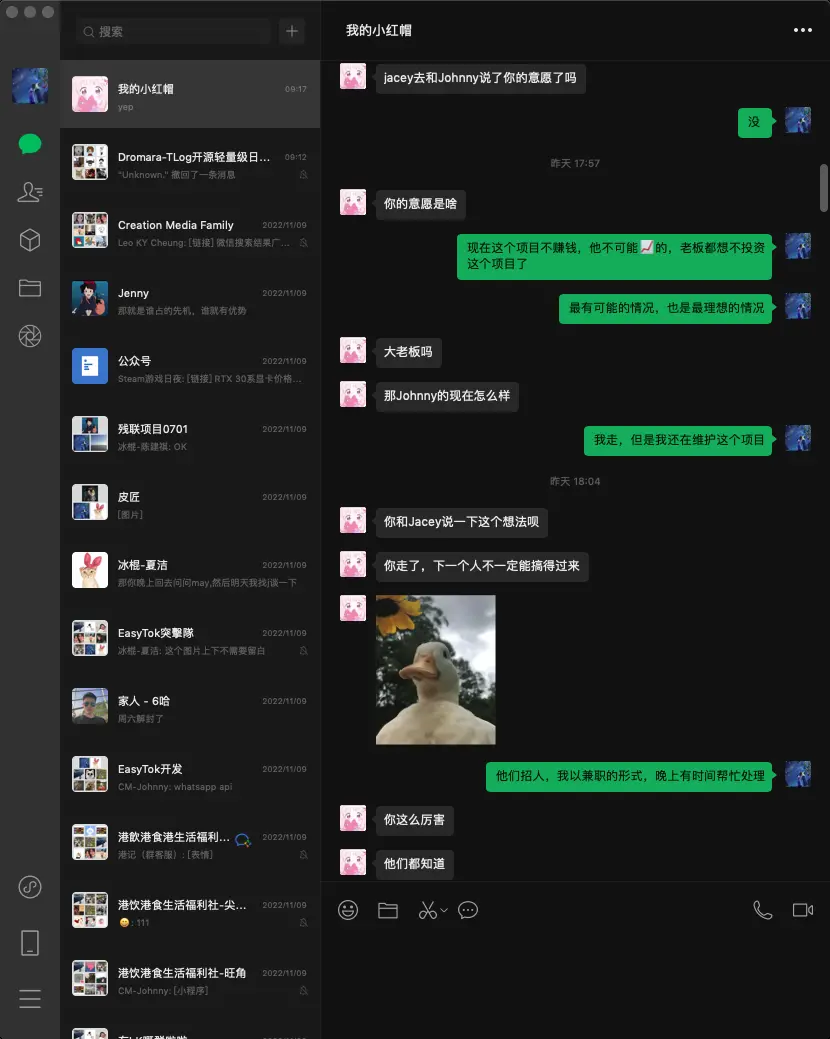 搜索
我的小红帽
09:17
yep
Dromara-TLog开源轻量级日...
09:12
"Unknown." 撤回了一条消息
Creation Media Family
2022/11/09
Leo KY Cheung: [链接] 微信搜索结果广...
Jenny
2022/11/09
那就是谁占的先机，谁就有优势
公众号
2022/11/09
Steam游戏日夜: [链接] RTX 30系显卡价格...
残联项目0701
2022/11/09
冰棍-陈建祺: OK
皮匠
2022/11/09
[图片]
冰棍-夏洁
2022/11/09
那你晚上回去问问may,然后明天我找j谈一下
EasyTok突擊隊
2022/11/09
冰棍-夏洁: 这个图片上下不需要留白
家人 - 6哈
2022/11/09
周六解封了
EasyTok开发
2022/11/09
CM-Johnny: whatsapp api
港飲港食港生活福利...
2022/11/09
港记（群客服）: [表情]
港饮港食生活福利社-尖...
2022/11/09
😄: 111
港饮港食生活福利社-旺角
2022/11/09
CM-Johnny: [小程序]
我的小红帽
jacey去和Johnny说了你的意愿了吗
没
昨天 17:57
你的意愿是啥
现在这个项目不赚钱，他不可能📈的，老板都想不投资
这个项目了
最有可能的情况，也是最理想的情况
大老板吗
那Johnny的现在怎么样
我走，但是我还在维护这个项目
昨天 18:04
你和Jacey说一下这个想法呗
你走了，下一个人不一定能搞得过来
他们招人，我以兼职的形式，晚上有时间帮忙处理
你这么厉害
他们都知道